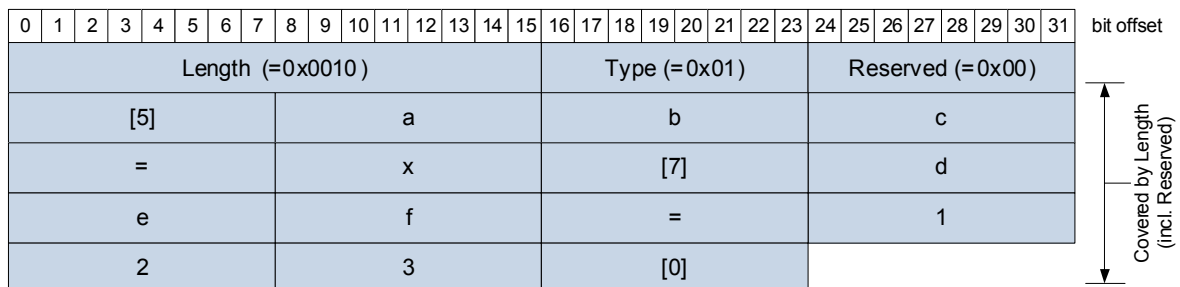 0 1 2 3 4 5 6 7 8 9 10 11 12 13 14 15 16 17 18 19 20 21 22 23 24 25 26 27 28 29 30 31 bit offset
Length (=0x0010) Type (=0x01) Reserved (=0x00)
[5] a b c
= x [7] d
e f = 1
2 3 [0]
Covered by Length
(incl. Reserved)